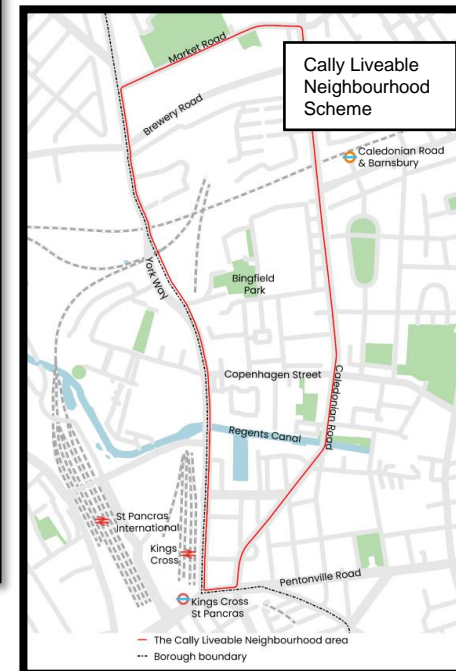 Cally Liveable
Neighbourhood
Scheme
Market Road
Brewery Road
Caledonian Road
& Barnsbury
York Way
Bingfield
Park
Copenhagen Street
Caledonian Road
Regents Canal
St Pancras
International
Kings
Cross
Pentonville Road
Kings Cross
St Pancras
The Cally Liveable Neighbourhood area
Borough boundary